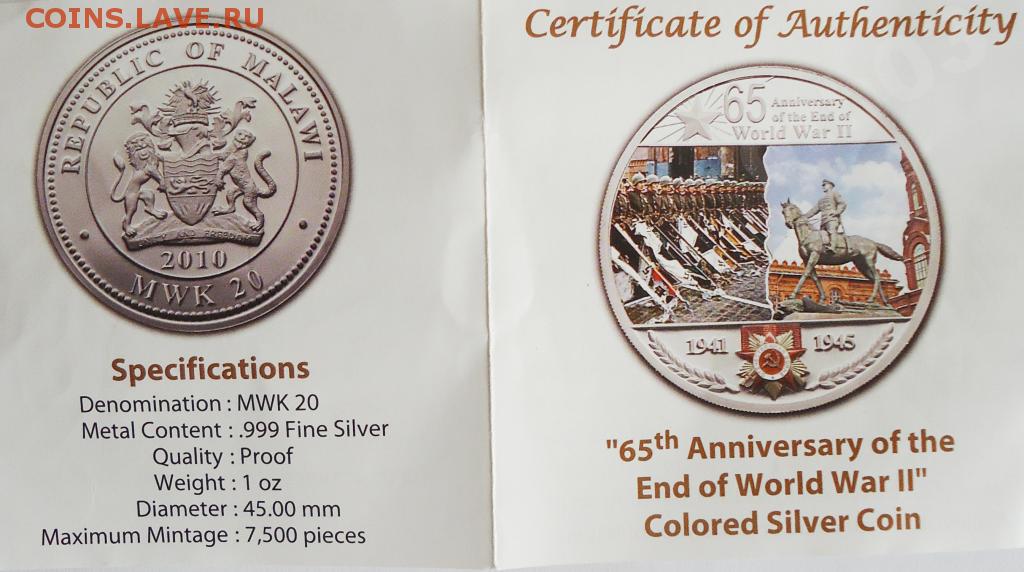 COINS.LAVE.RU
REPUBLIC OF MALAWI
2010
MWK 20
Specifications
Denomination : MWK 20
Metal Content : .999 Fine Silver
Quality : Proof
Weight : 1 oz
Diameter : 45.00 mm
Maximum Mintage : 7,500 pieces
Certificate of Authenticity
65 Anniversary
of the End of
World War II
1941 1945
"65th Anniversary of the
End of World War II"
Colored Silver Coin